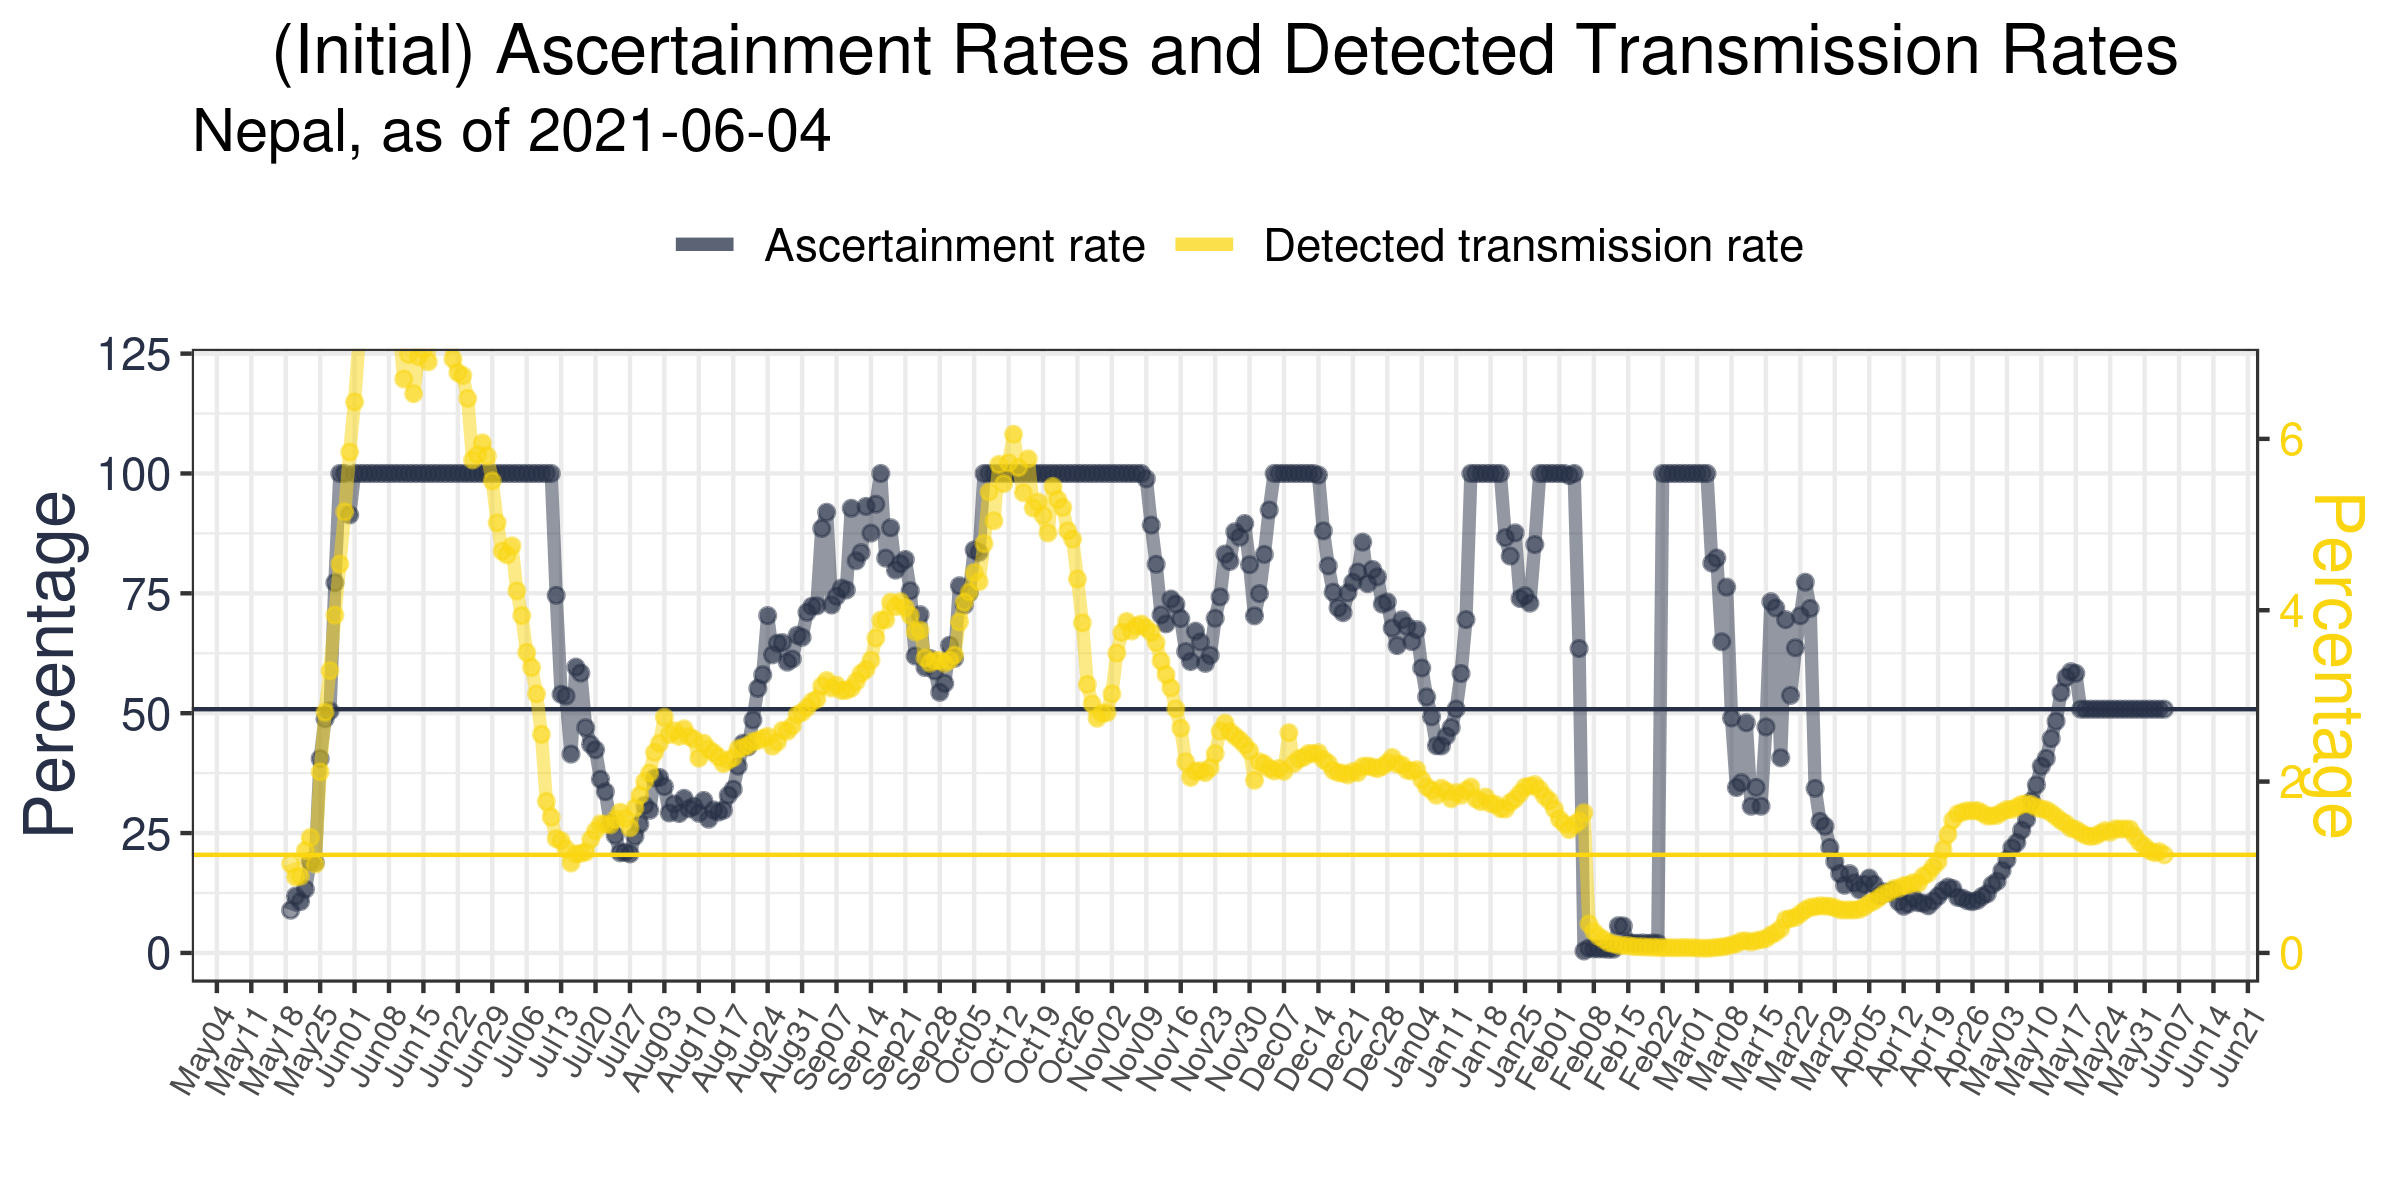 (Initial) Ascertainment Rates and Detected Transmission Rates
Nepal, as of 2021-06-04
Ascertainment rate Detected transmission rate
Percentage
125
100
75
50
25
0
6
4
2
0
Percentage
May04 May11 May18 May25 Jun01 Jun08 Jun15 Jun22 Jun29 Jul06 Jul13 Jul20 Jul27 Aug03 Aug10 Aug17 Aug24 Aug31 Sep07 Sep14 Sep21 Sep28 Oct05 Oct12 Oct19 Oct26 Nov02 Nov09 Nov16 Nov23 Nov30 Dec07 Dec14 Dec21 Dec28 Jan04 Jan11 Jan18 Jan25 Feb01 Feb08 Feb15 Feb22 Mar01 Mar08 Mar15 Mar22 Mar29 Apr05 Apr12 Apr19 Apr26 May03 May10 May17 May24 May31 Jun07 Jun14 Jun21